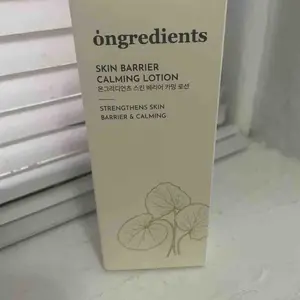 ongredients
SKIN BARRIER
CALMING LOTION
온그리디언츠 스킨 베리어 카밍 로션
STRENGTHENS SKIN
BARRIER & CALMING